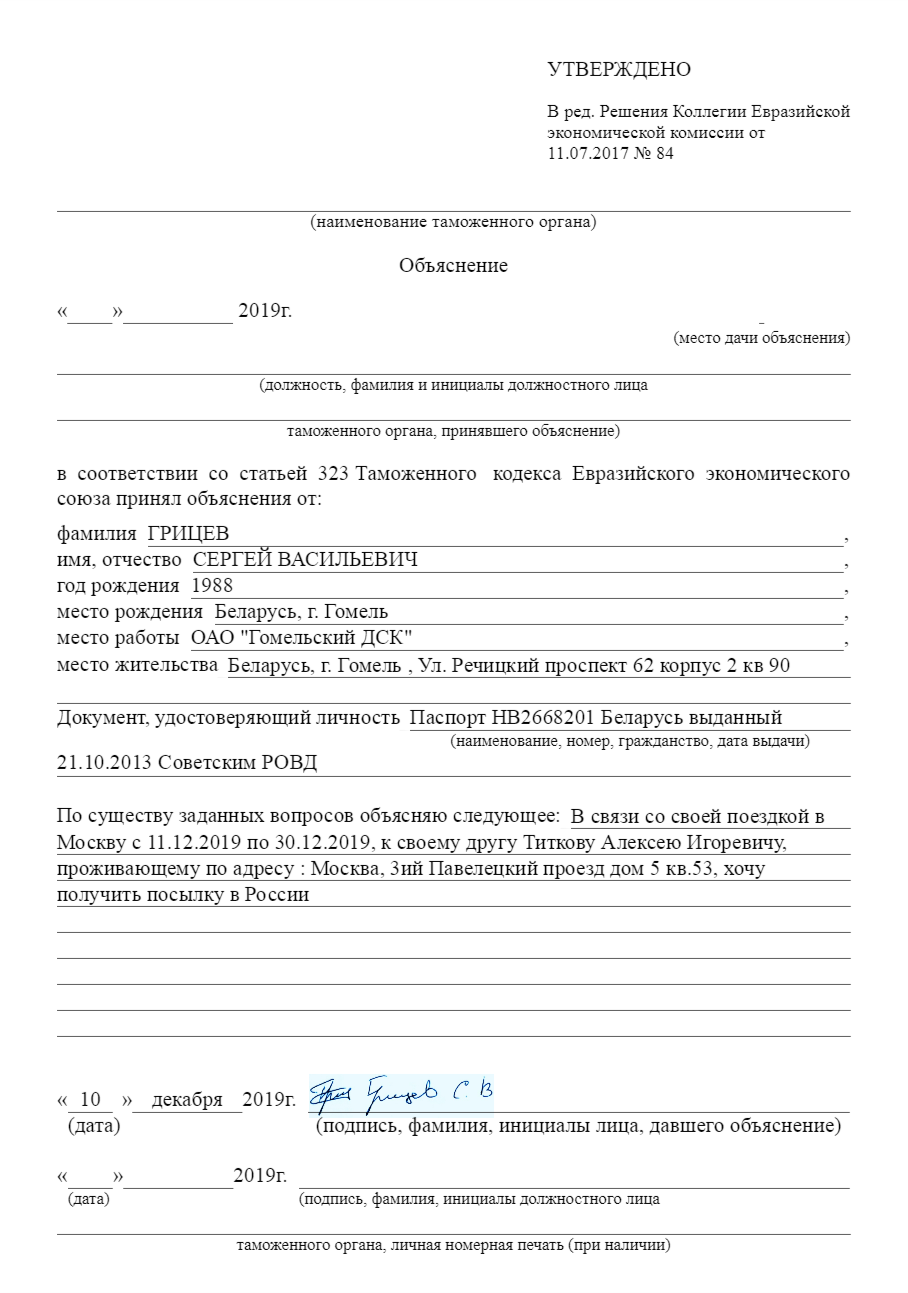 УТВЕРЖДЕНО
В ред. Решения Коллегии Евразийской
экономической комиссии от
11.07.2017 № 84
(наименование таможенного органа)
Объяснение
«____»__________ 2019г.
(место дачи объяснения)
(должность, фамилия и инициалы должностного лица
таможенного органа, принявшего объяснение)
в соответствии со статьей 323 Таможенного кодекса Евразийского экономического
союза принял объяснения от:
фамилия ГРИЦЕВ ,
имя, отчество СЕРГЕЙ ВАСИЛЬЕВИЧ ,
год рождения 1988 ,
место рождения Беларусь, г. Гомель ,
место работы ОАО "Гомельский ДСК" ,
место жительства Беларусь, г. Гомель , Ул. Речицкий проспект 62 корпус 2 кв 90
Документ, удостоверяющий личность Паспорт НВ2668201 Беларусь выданный
(наименование, номер, гражданство, дата выдачи)
21.10.2013 Советским РОВД
По существу заданных вопросов объясняю следующее: В связи со своей поездкой в
Москву с 11.12.2019 по 30.12.2019, к своему другу Титкову Алексею Игоревичу,
проживающему по адресу : Москва, 3ий Павелецкий проезд дом 5 кв.53, хочу
получить посылку в России
« 10 » декабря 2019г. Грицев С. В
(дата) (подпись, фамилия, инициалы лица, давшего объяснение)
«____»__________2019г.
(дата) (подпись, фамилия, инициалы должностного лица
таможенного органа, личная номерная печать (при наличии)